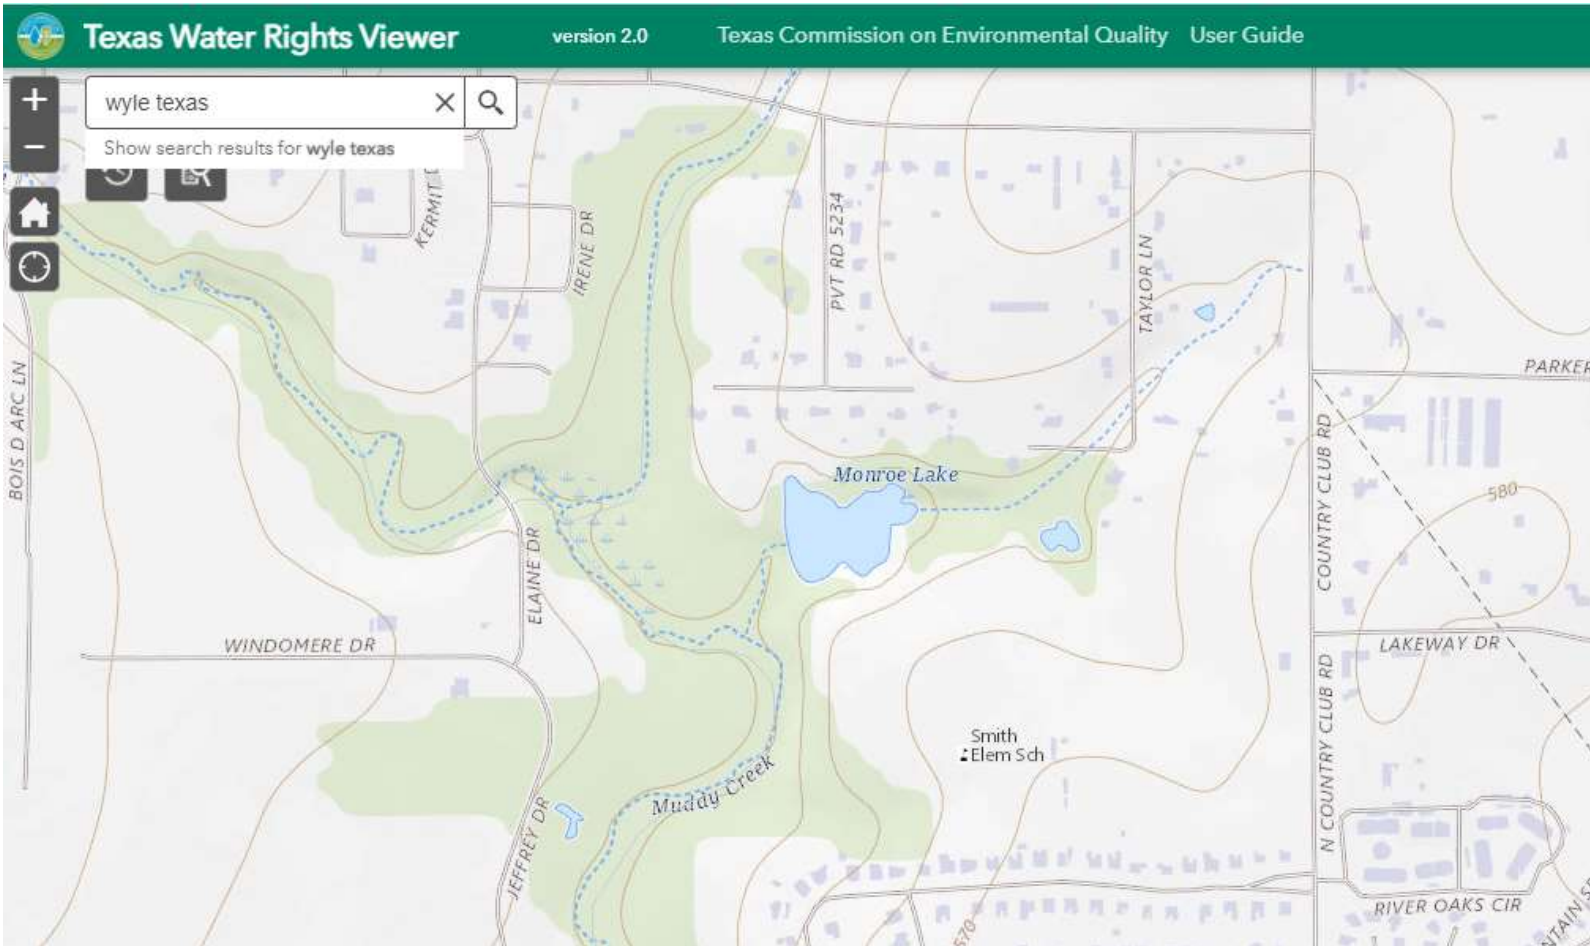 Texas Water Rights Viewer
version 2.0
Texas Commission on Environmental Quality
User Guide
+
wyle texas
Show search results for wyle texas
−
KERMIT
IRENE DR
PVT RD 5234
TAYLOR LN
BOIS D ARC LN
PARKER
COUNTRY CLUB RD
Monroe Lake
580
ELAINE DR
WINDOMERE DR
LAKEWAY DR
N COUNTRY CLUB RD
Smith
Elem Sch
Muddy Creek
JEFFREY DR
RIVER OAKS CIR
570